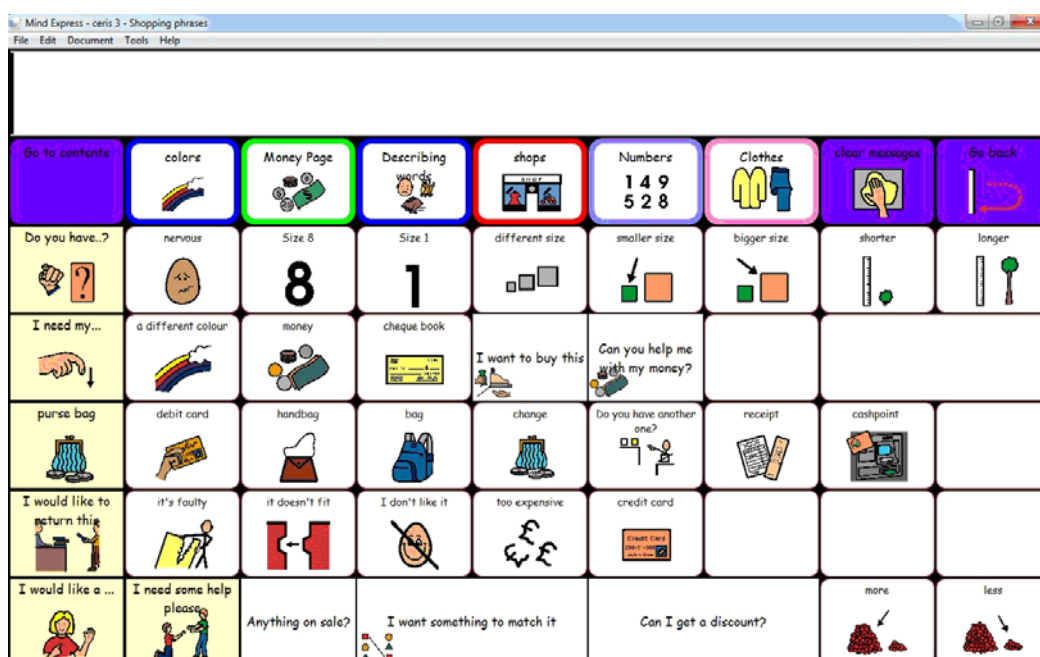 Mind Express - ceris 3 - Shopping phrases
File Edit Document Tools Help
Go to contents
colors
Money Page
Describing
words
shops
SHOP
Numbers
1 4 9
5 2 8
Clothes
clear messages
Go back
Do you have..?
?
nervous
Size 8
8
Size 1
1
different size
smaller size
bigger size
shorter
longer
I need my...
a different colour
money
cheque book
I want to buy this
Can you help me
with my money?
purse bag
debit card
handbag
bag
change
Do you have another
one?
receipt
cashpoint
I would like to
return this
it's faulty
it doesn't fit
I don't like it
too expensive
£
£ £
credit card
Credit Card
I would like a ...
I need some help
please
Anything on sale?
I want something to match it
Can I get a discount?
more
less